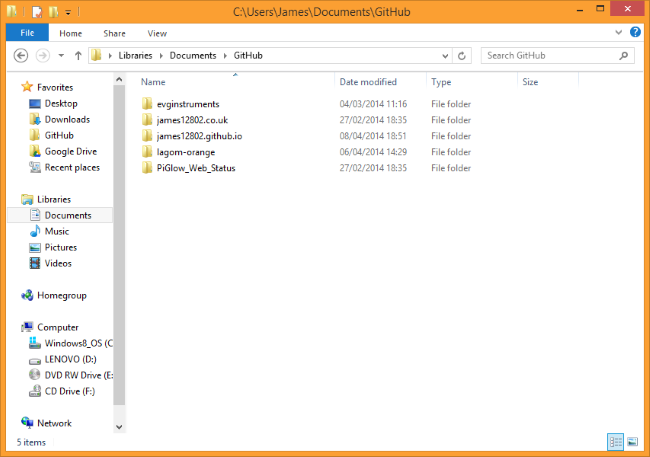 C:\Users\James\Documents\GitHub
File Home Share View
Libraries Documents GitHub Search GitHub
Favorites
Desktop
Downloads
GitHub
Google Drive
Recent places
Libraries
Documents
Music
Pictures
Videos
Homegroup
Computer
Windows8_OS (C
LENOVO (D:)
DVD RW Drive (E:
CD Drive (F:)
Network
Name Date modified Type Size
evginstruments 04/03/2014 11:16 File folder
james12802.co.uk 27/02/2014 18:35 File folder
james12802.github.io 08/04/2014 18:51 File folder
lagom-orange 06/04/2014 14:29 File folder
PiGlow_Web_Status 27/02/2014 18:35 File folder
5 items